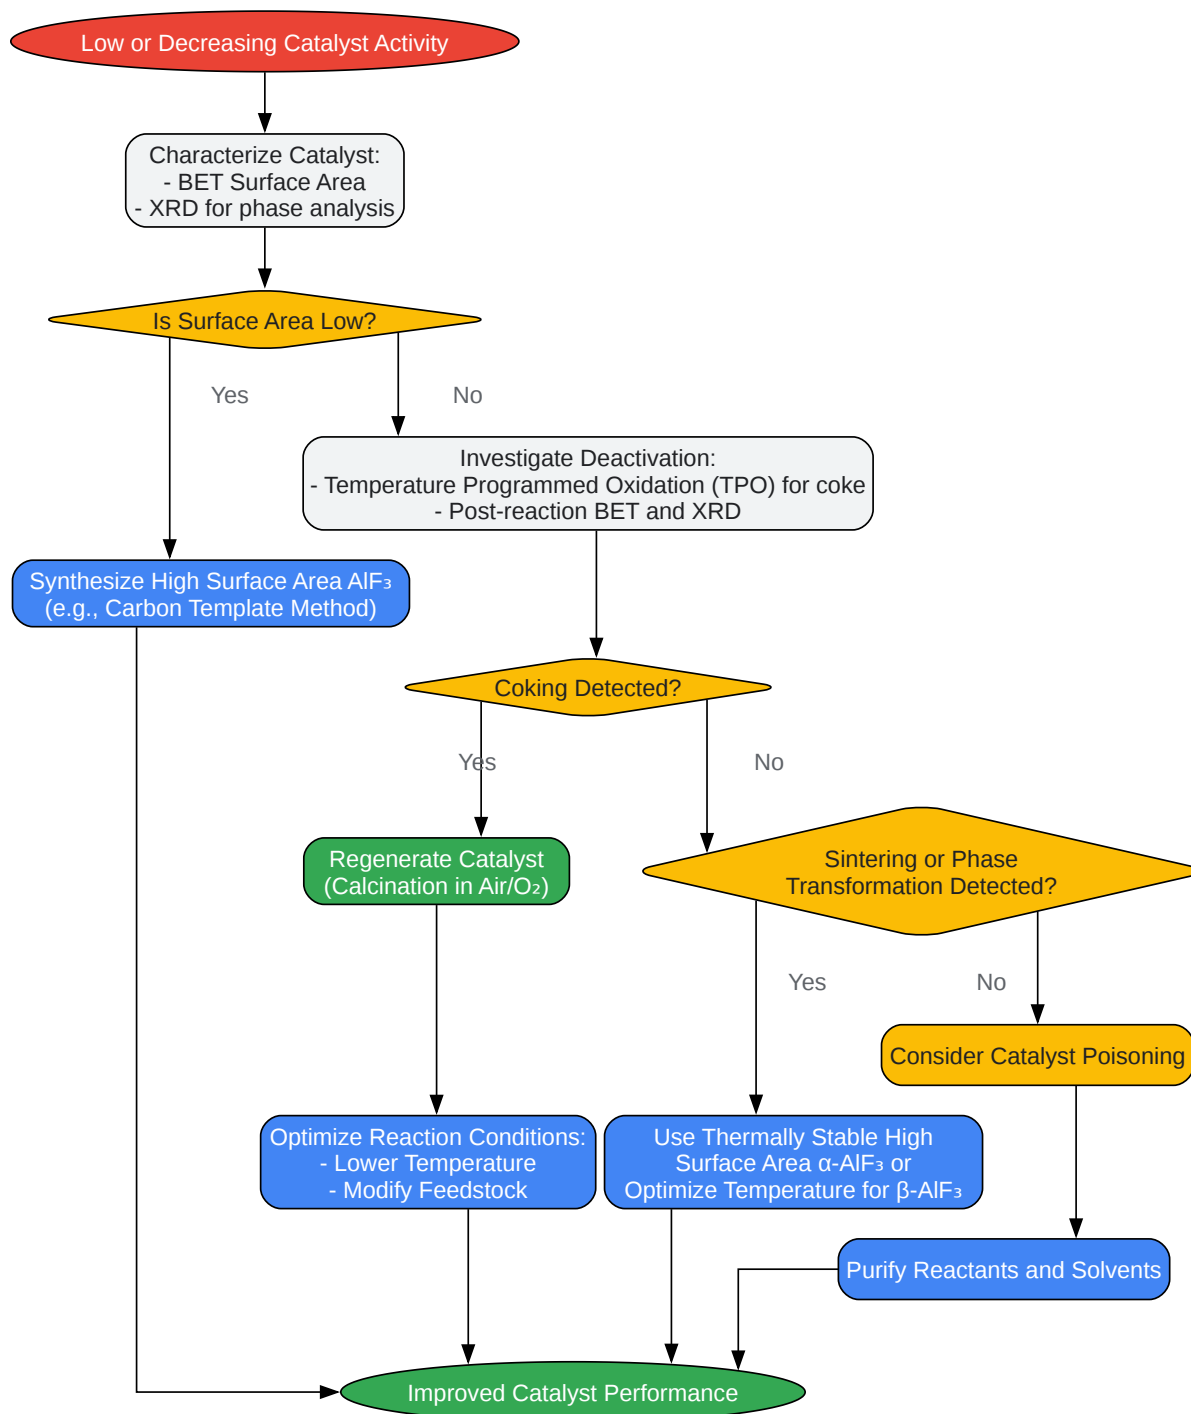 Low or Decreasing Catalyst Activity
Characterize Catalyst:
- BET Surface Area
- XRD for phase analysis
Is Surface Area Low?
Yes
No
Investigate Deactivation:
- Temperature Programmed Oxidation (TPO) for coke
- Post-reaction BET and XRD
Synthesize High Surface Area AlF₃
(e.g., Carbon Template Method)
Coking Detected?
Yes
No
Regenerate Catalyst
(Calcination in Air/O₂)
Sintering or Phase
Transformation Detected?
Yes
No
Consider Catalyst Poisoning
Optimize Reaction Conditions:
- Lower Temperature
- Modify Feedstock
Use Thermally Stable High
Surface Area α-AlF₃ or
Optimize Temperature for β-AlF₃
Purify Reactants and Solvents
Improved Catalyst Performance